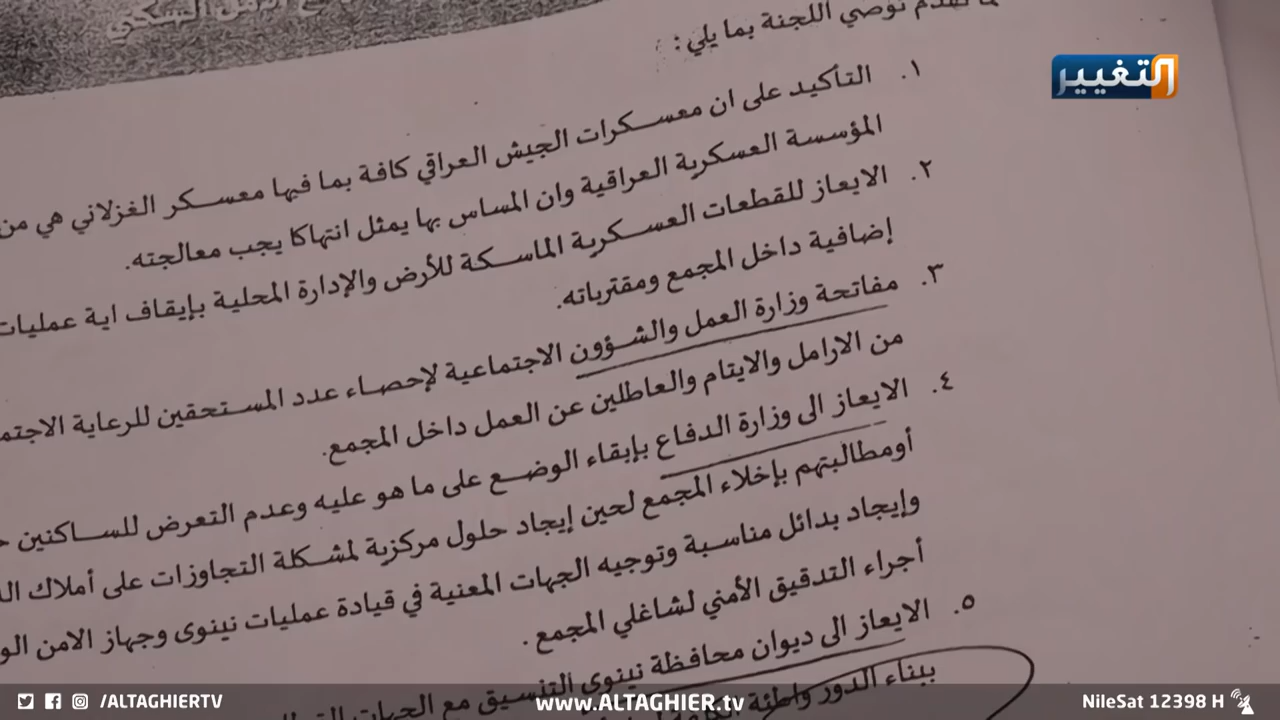 التغيير
توصي اللجنة بما يلي:
١. التأكيد على ان معسكرات الجيش العراقي كافة بما فيها معسكر الغزلاني هي من
المؤسسة العسكرية العراقية وان المساس بها يمثل انتهاكا يجب معالجته.
٢. الايعاز للقطعات العسكرية الماسكة للأرض والإدارة المحلية بإيقاف اية عمليات
إضافية داخل المجمع ومقترباته.
٣. مفاتحة وزارة العمل والشؤون الاجتماعية لإحصاء عدد المستحقين للرعاية
من الارامل والايتام والعاطلين عن العمل داخل المجمع.
٤. الايعاز الى وزارة الدفاع بإبقاء الوضع على ما هو عليه وعدم التعرض للساكنين
أومطالبتهم بإخلاء المجمع لحين إيجاد حلول مركزية لمشكلة التجاوزات على أملاك
وإيجاد بدائل مناسبة وتوجيه الجهات المعنية في قيادة عمليات نينوى وجهاز الامن
أجراء التدقيق الأمني لشاغلي المجمع.
٥. الايعاز الى ديوان محافظة نينوى التنسيق مع الجهات
ببناء الدور واطئة
/ALTAGHIERTV
www.ALTAGHIER.tv
NileSat 12398 H